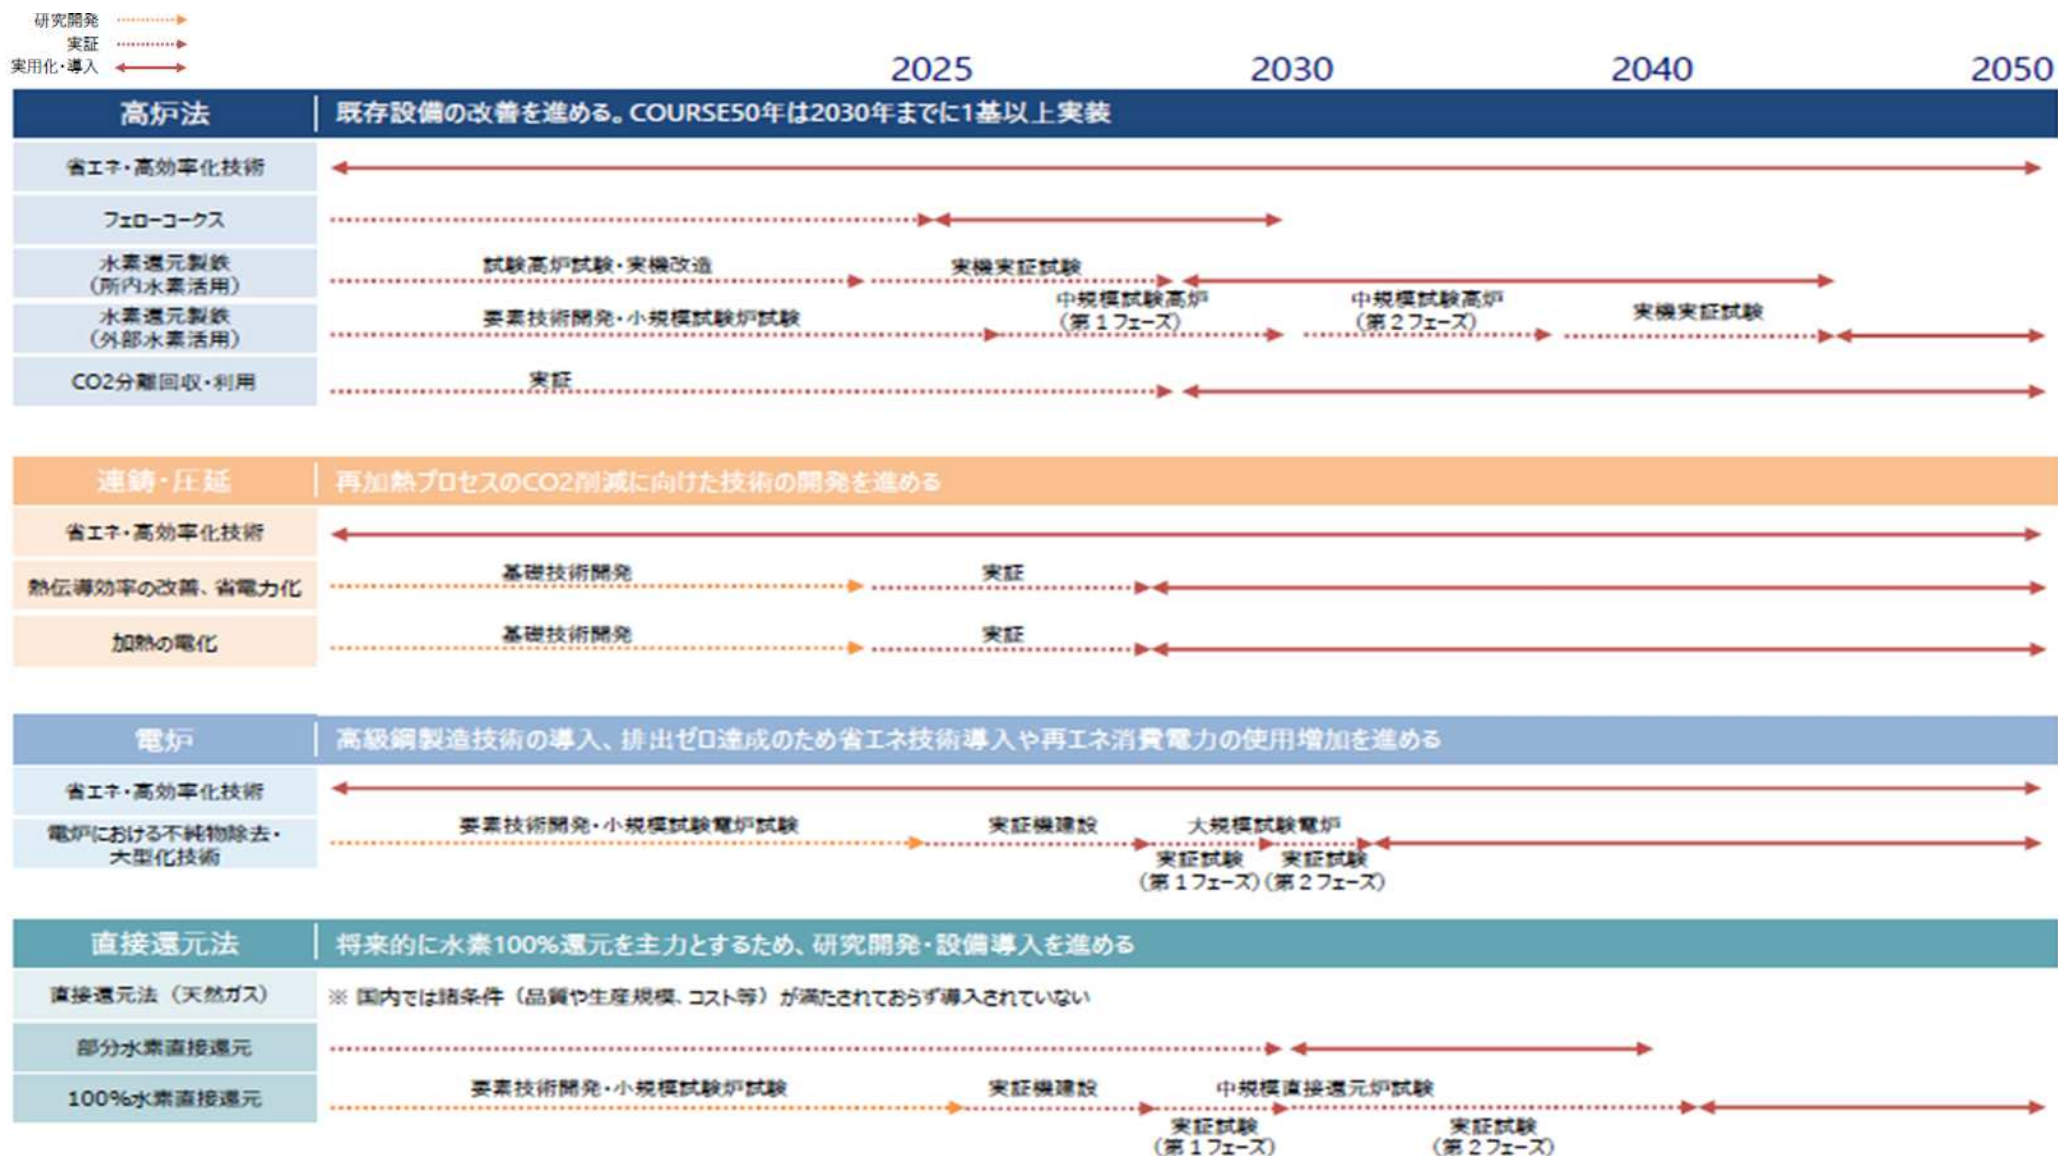 研究開発
実証
実用化・導入
2025 2030 2040 2050
高炉法 既存設備の改善を進める。COURSE50年は2030年までに1基以上実装
省エネ・高効率化技術
フェローコークス
水素還元製鉄
(所内水素活用)
試験高炉試験・実機改造 実機実証試験
水素還元製鉄
(外部水素活用)
要素技術開発・小規模試験炉試験
中規模試験高炉
(第1フェーズ)
中規模試験高炉
(第2フェーズ)
実機実証試験
CO2分離回収・利用 実証
連鋳・圧延 再加熱プロセスのCO2削減に向けた技術の開発を進める
省エネ・高効率化技術
熱伝導効率の改善、省電力化 基礎技術開発 実証
加熱の電化 基礎技術開発 実証
電炉 高級鋼製造技術の導入、排出ゼロ達成のため省エネ技術導入や再エネ消費電力の使用増加を進める
省エネ・高効率化技術
電炉における不純物除去・
大型化技術
要素技術開発・小規模試験電炉試験 実証機建設 大規模試験電炉
実証試験
(第1フェーズ)
実証試験
(第2フェーズ)
直接還元法 将来的に水素100%還元を主力とするため、研究開発・設備導入を進める
直接還元法(天然ガス) ※ 国内では諸条件(品質や生産規模、コスト等)が満たされておらず導入されていない
部分水素直接還元
100%水素直接還元 要素技術開発・小規模試験炉試験 実証機建設 中規模直接還元炉試験
実証試験
(第1フェーズ)
実証試験
(第2フェーズ)